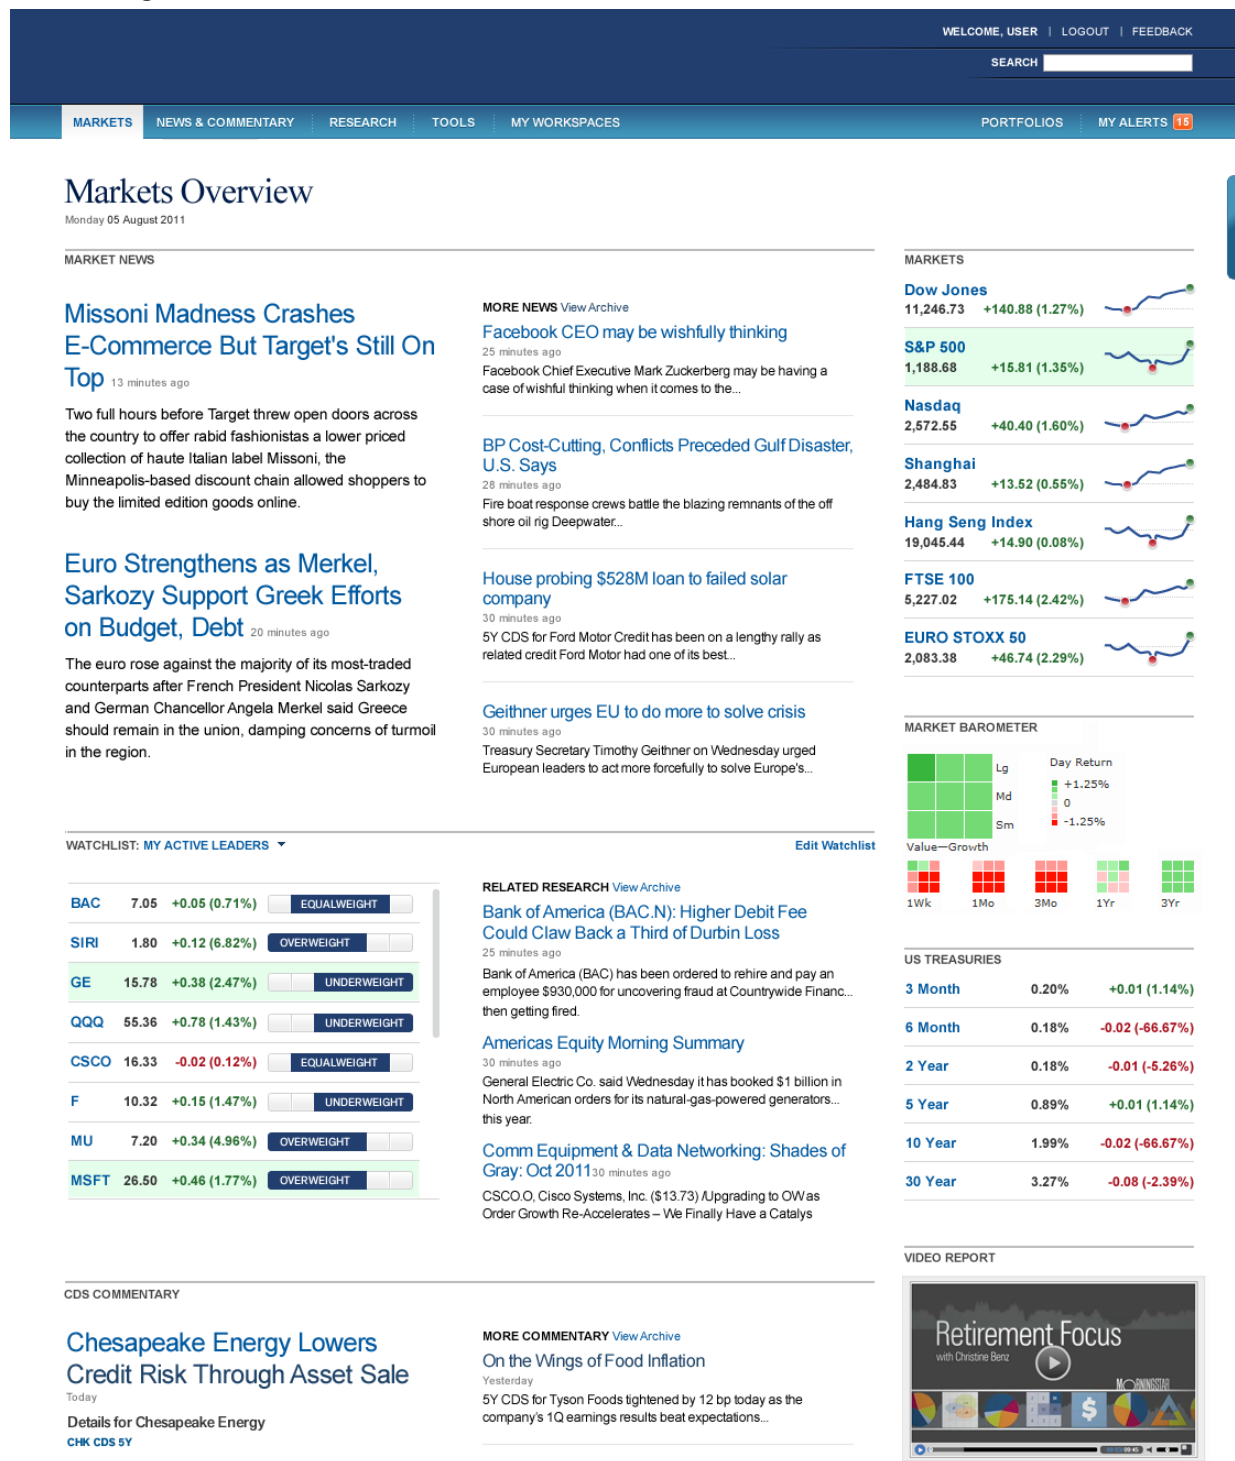 WELCOME, USER | LOGOUT | FEEDBACK
SEARCH
MARKETS NEWS & COMMENTARY RESEARCH TOOLS MY WORKSPACES PORTFOLIOS MY ALERTS 15
Markets Overview
Monday 05 August 2011
MARKET NEWS
Missoni Madness Crashes
E-Commerce But Target's Still On
Top 13 minutes ago
Two full hours before Target threw open doors across
the country to offer rabid fashionistas a lower priced
collection of haute Italian label Missoni, the
Minneapolis-based discount chain allowed shoppers to
buy the limited edition goods online.
Euro Strengthens as Merkel,
Sarkozy Support Greek Efforts
on Budget, Debt 20 minutes ago
The euro rose against the majority of its most-traded
counterparts after French President Nicolas Sarkozy
and German Chancellor Angela Merkel said Greece
should remain in the union, damping concerns of turmoil
in the region.
MORE NEWS View Archive
Facebook CEO may be wishfully thinking
25 minutes ago
Facebook Chief Executive Mark Zuckerberg may be having a
case of wishful thinking when it comes to the...
BP Cost-Cutting, Conflicts Preceded Gulf Disaster,
U.S. Says
28 minutes ago
Fire boat response crews battle the blazing remnants of the off
shore oil rig Deepwater...
House probing $528M loan to failed solar
company
30 minutes ago
5Y CDS for Ford Motor Credit has been on a lengthy rally as
related credit Ford Motor had one of its best...
Geithner urges EU to do more to solve crisis
30 minutes ago
Treasury Secretary Timothy Geithner on Wednesday urged
European leaders to act more forcefully to solve Europe's...
MARKETS
Dow Jones
11,246.73 +140.88 (1.27%)
S&P 500
1,188.68 +15.81 (1.35%)
Nasdaq
2,572.55 +40.40 (1.60%)
Shanghai
2,484.83 +13.52 (0.55%)
Hang Seng Index
19,045.44 +14.90 (0.08%)
FTSE 100
5,227.02 +175.14 (2.42%)
EURO STOXX 50
2,083.38 +46.74 (2.29%)
MARKET BAROMETER
Lg
Md
Sm
Value—Growth
Day Return
+1.25%
0
-1.25%
1Wk 1Mo 3Mo 1Yr 3Yr
WATCHLIST: MY ACTIVE LEADERS Edit Watchlist
BAC 7.05 +0.05 (0.71%) EQUALWEIGHT
SIRI 1.80 +0.12 (6.82%) OVERWEIGHT
GE 15.78 +0.38 (2.47%) UNDERWEIGHT
QQQ 55.36 +0.78 (1.43%) UNDERWEIGHT
CSCO 16.33 -0.02 (0.12%) EQUALWEIGHT
F 10.32 +0.15 (1.47%) UNDERWEIGHT
MU 7.20 +0.34 (4.96%) OVERWEIGHT
MSFT 26.50 +0.46 (1.77%) OVERWEIGHT
RELATED RESEARCH View Archive
Bank of America (BAC.N): Higher Debit Fee
Could Claw Back a Third of Durbin Loss
25 minutes ago
Bank of America (BAC) has been ordered to rehire and pay an
employee $930,000 for uncovering fraud at Countrywide Financ...
then getting fired.
Americas Equity Morning Summary
30 minutes ago
General Electric Co. said Wednesday it has booked $1 billion in
North American orders for its natural-gas-powered generators...
this year.
Comm Equipment & Data Networking: Shades of
Gray: Oct 2011 30 minutes ago
CSCO.O, Cisco Systems, Inc. ($13.73) /Upgrading to OW as
Order Growth Re-Accelerates – We Finally Have a Catalys
US TREASURIES
3 Month 0.20% +0.01 (1.14%)
6 Month 0.18% -0.02 (-66.67%)
2 Year 0.18% -0.01 (-5.26%)
5 Year 0.89% +0.01 (1.14%)
10 Year 1.99% -0.02 (-66.67%)
30 Year 3.27% -0.08 (-2.39%)
CDS COMMENTARY
Chesapeake Energy Lowers
Credit Risk Through Asset Sale
Today
Details for Chesapeake Energy
CHK CDS 5Y
MORE COMMENTARY View Archive
On the Wings of Food Inflation
Yesterday
5Y CDS for Tyson Foods tightened by 12 bp today as the
company's 1Q earnings results beat expectations...
VIDEO REPORT
Retirement Focus
with Christine Benz
MORNINGSTAR
$